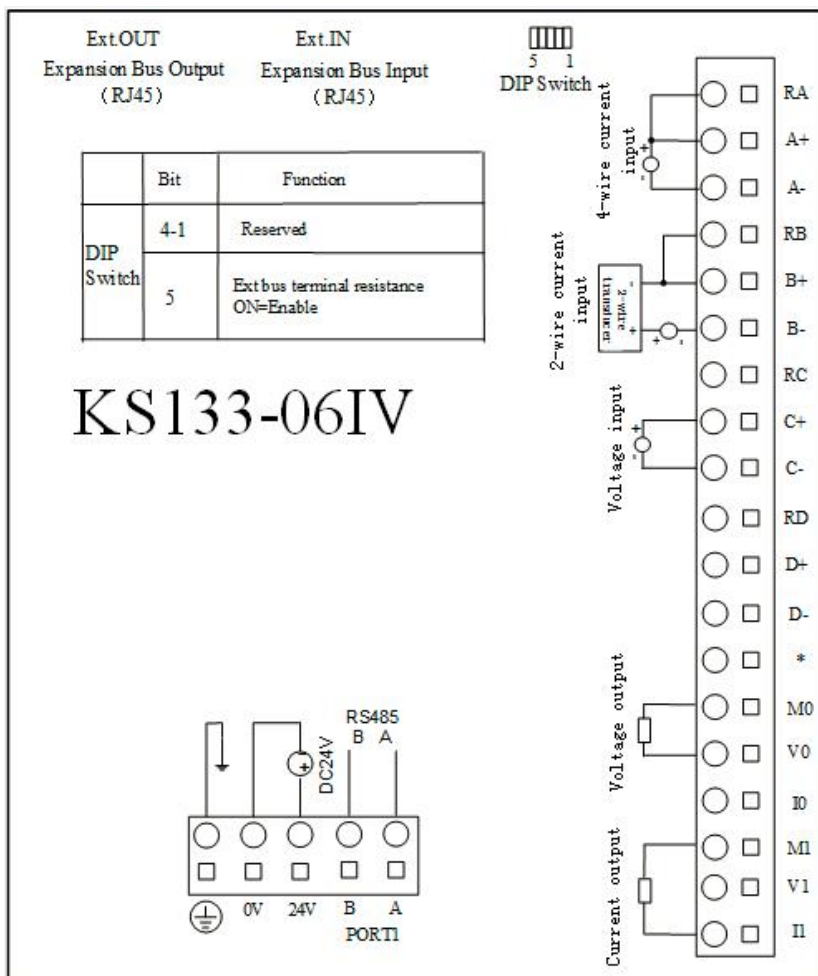 Ext.OUT
Expansion Bus Output
(RJ45)
Ext.IN
Expansion Bus Input
(RJ45)
5 1
DIP Switch
Bit Function
DIP Switch
4-1 Reserved
5 Ext bus terminal resistance
ON=Enable
KS133-06IV
4-wire current
input
+
-
2-wire current
input
-
2-wire
transducer
+
+ -
Voltage input
+
-
Voltage output
Current output
RA
A+
A-
RB
B+
B-
RC
C+
C-
RD
D+
D-
*
M0
V0
I0
M1
V1
I1
RS485
B A
- +
DC24V
0V 24V B A
PORT1